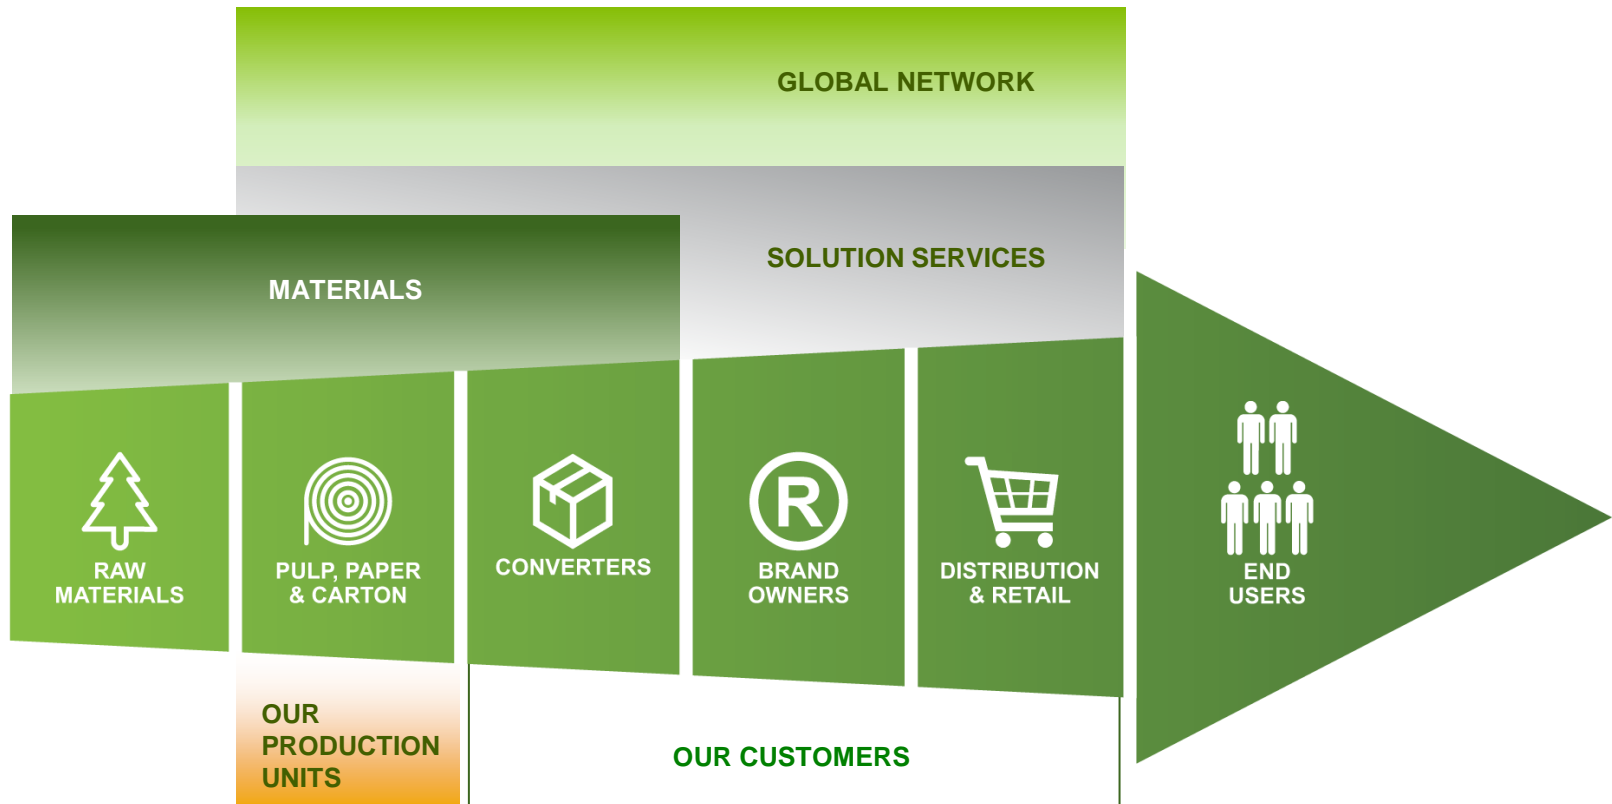 GLOBAL NETWORK
SOLUTION SERVICES
MATERIALS
RAW
MATERIALS
PULP, PAPER
& CARTON
CONVERTERS
R
BRAND
OWNERS
DISTRIBUTION
& RETAIL
END
USERS
OUR
PRODUCTION
UNITS
OUR CUSTOMERS